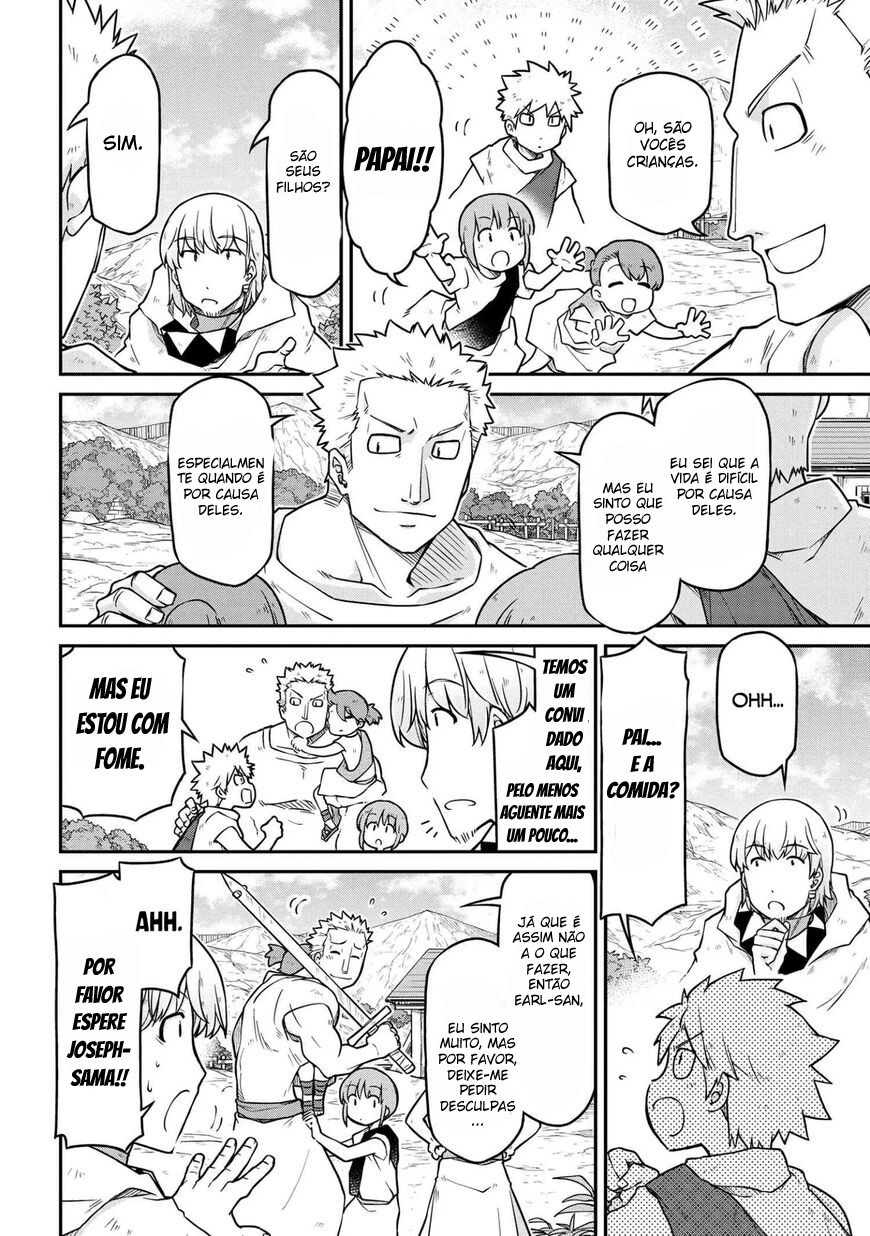 OH, SÃO
VOCÊS
CRIANÇAS.
PAPAI!!
SÃO
SEUS
FILHOS?
SIM.
EU SEI QUE A
VIDA É DIFÍCIL
POR CAUSA
DELES.
MAS EU
SINTO QUE
POSSO
FAZER
QUALQUER
COISA
ESPECIALMEN
TE QUANDO É
POR CAUSA
DELES.
OHH...
PAI...
E A
COMIDA?
TEMOS
UM
CONVI
DADO
AQUI,
PELO MENOS
AGUENTE MAIS
UM POUCO...
MAS EU
ESTOU COM
FOME.
JÁ QUE É
ASSIM NÃO
A O QUE
FAZER,
ENTÃO
EARL-SAN,
EU SINTO
MUITO, MAS
POR FAVOR,
DEIXE-ME
PEDIR
DESCULPAS
...
AHH.
POR
FAVOR
ESPERE
JOSEPH-
SAMA!!